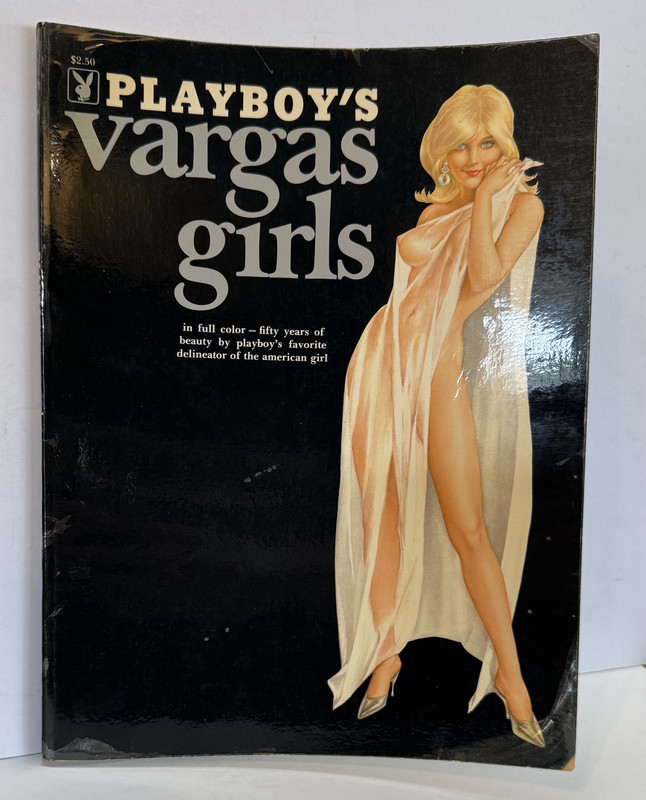 $2.50
PLAYBOY'S
vargas
girls
in full color — fifty years of
beauty by playboy's favorite
delineator of the american girl